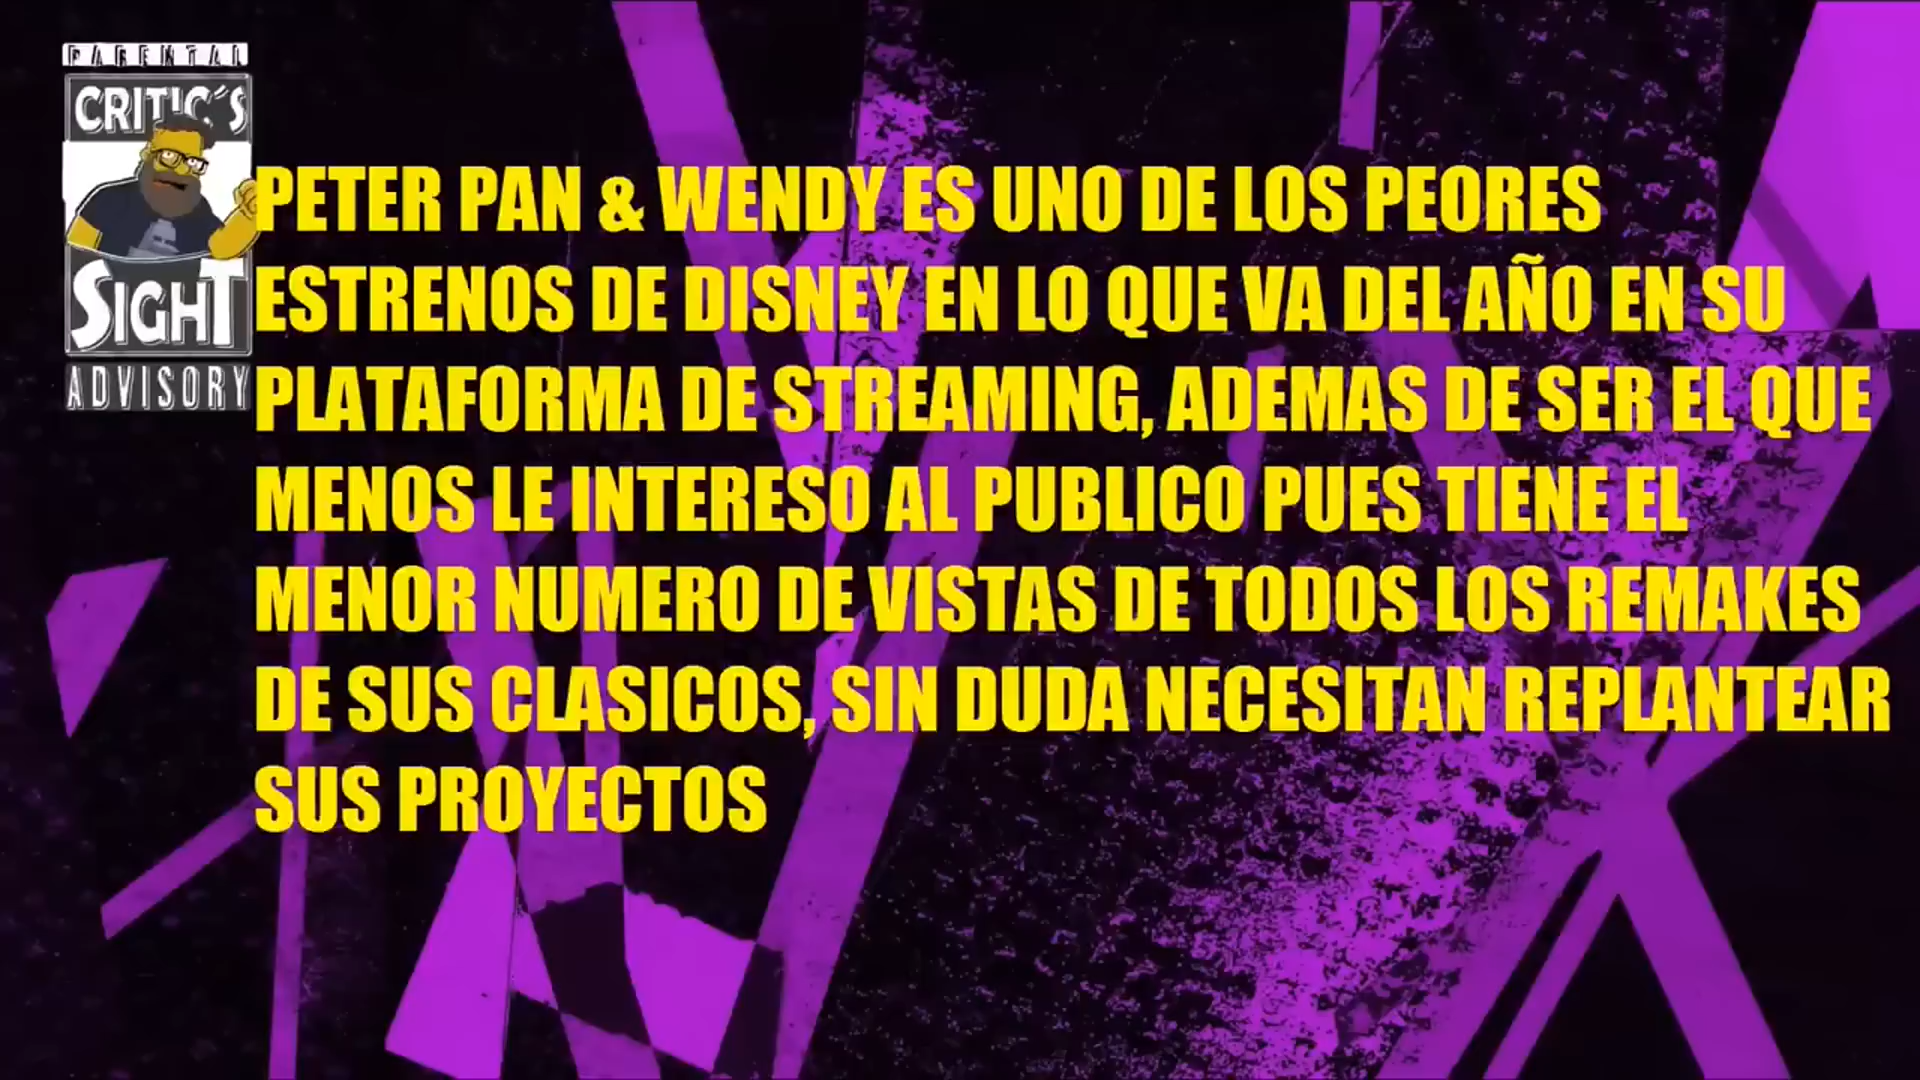 PARENTAL
CRITIC'S
SIGHT
ADVISORY
PETER PAN & WENDY ES UNO DE LOS PEORES
ESTRENOS DE DISNEY EN LO QUE VA DEL AÑO EN SU
PLATAFORMA DE STREAMING, ADEMAS DE SER EL QUE
MENOS LE INTERESO AL PUBLICO PUES TIENE EL
MENOR NUMERO DE VISTAS DE TODOS LOS REMAKES
DE SUS CLASICOS, SIN DUDA NECESITAN REPLANTEAR
SUS PROYECTOS